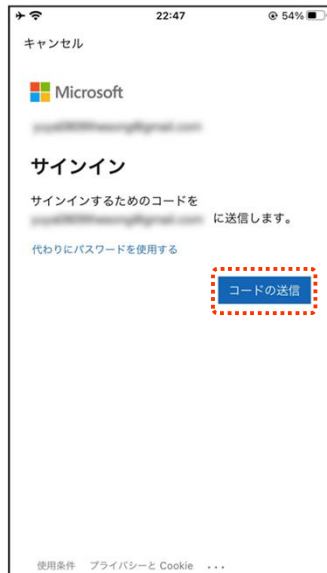 22:47
54%
キャンセル
Microsoft
サインイン
サインインするためのコードを
に送信します。
代わりにパスワードを使用する
コードの送信
使用条件 プライバシーと Cookie ...